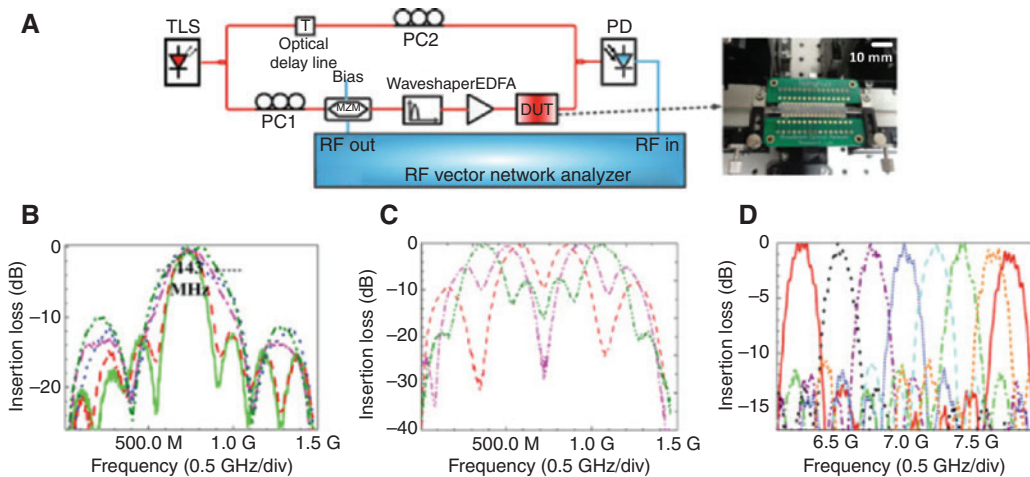 A
TLS
T
Optical
delay line
PC2
PD
PC1
Bias
MZM
WaveshaperEDFA
DUT
RF out
RF in
RF vector network analyzer
10 mm
B
Insertion loss (dB)
0
−10
−20
143
MHz
500.0 M 1.0 G 1.5 G
Frequency (0.5 GHz/div)
C
Insertion loss (dB)
0
−10
−20
−30
−40
500.0 M 1.0 G 1.5 G
Frequency (0.5 GHz/div)
D
Insertion loss (dB)
0
−5
−10
−15
6.5 G 7.0 G 7.5 G
Frequency (0.5 GHz/div)